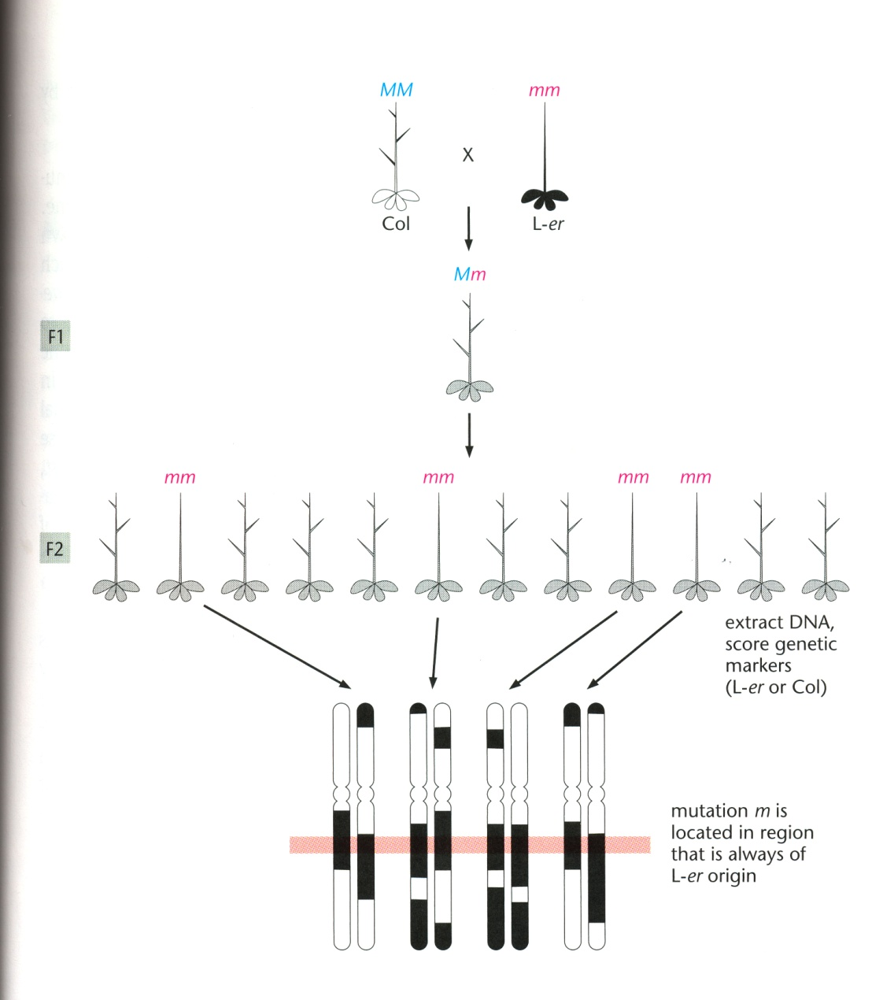 MM
mm
X
Col
L-er
Mm
F1
mm
mm
mm
mm
F2
extract DNA,
score genetic
markers
(L-er or Col)
mutation m is
located in region
that is always of
L-er origin